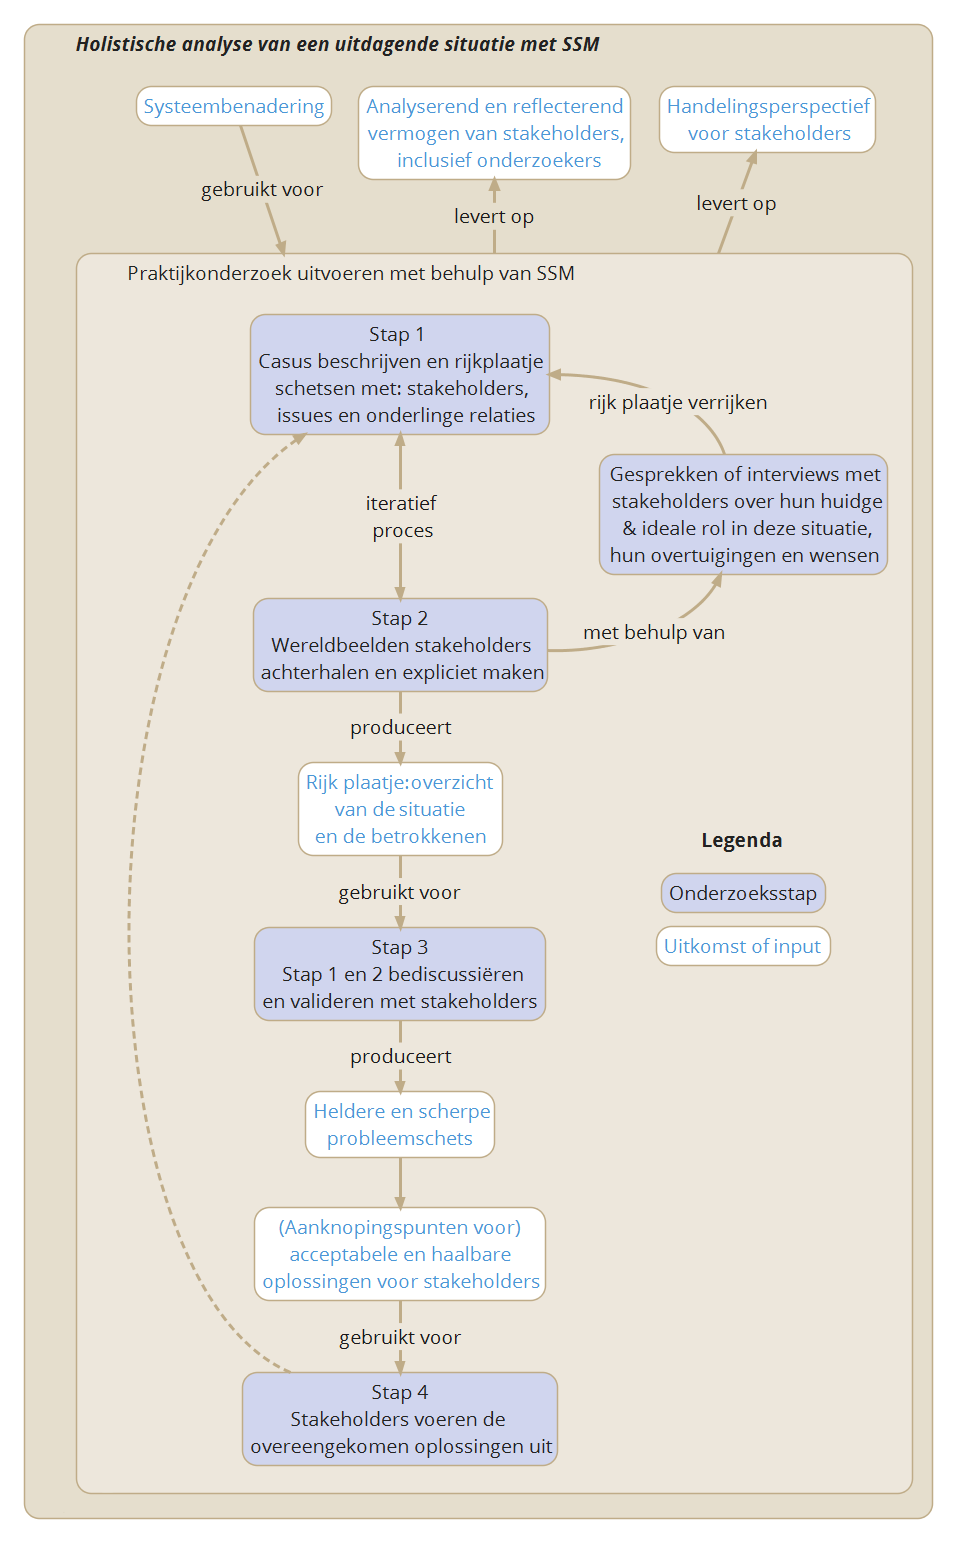 Holistische analyse van een uitdagende situatie met SSM
Systeembenadering
Analyserend en reflecterend
vermogen van stakeholders,
inclusief onderzoekers
Handelingsperspectief
voor stakeholders
gebruikt voor
levert op
levert op
Praktijkonderzoek uitvoeren met behulp van SSM
Stap 1
Casus beschrijven en rijkplaatje
schetsen met: stakeholders,
issues en onderlinge relaties
rijk plaatje verrijken
Gesprekken of interviews met
stakeholders over hun huidge
& ideale rol in deze situatie,
hun overtuigingen en wensen
iteratief
proces
Stap 2
Wereldbeelden stakeholders
achterhalen en expliciet maken
met behulp van
produceert
Rijk plaatje:overzicht
van de situatie
en de betrokkenen
gebruikt voor
Stap 3
Stap 1 en 2 bediscussiëren
en valideren met stakeholders
Legenda
Onderzoeksstap
Uitkomst of input
produceert
Heldere en scherpe
probleemschets
(Aanknopingspunten voor)
acceptabele en haalbare
oplossingen voor stakeholders
gebruikt voor
Stap 4
Stakeholders voeren de
overeengekomen oplossingen uit